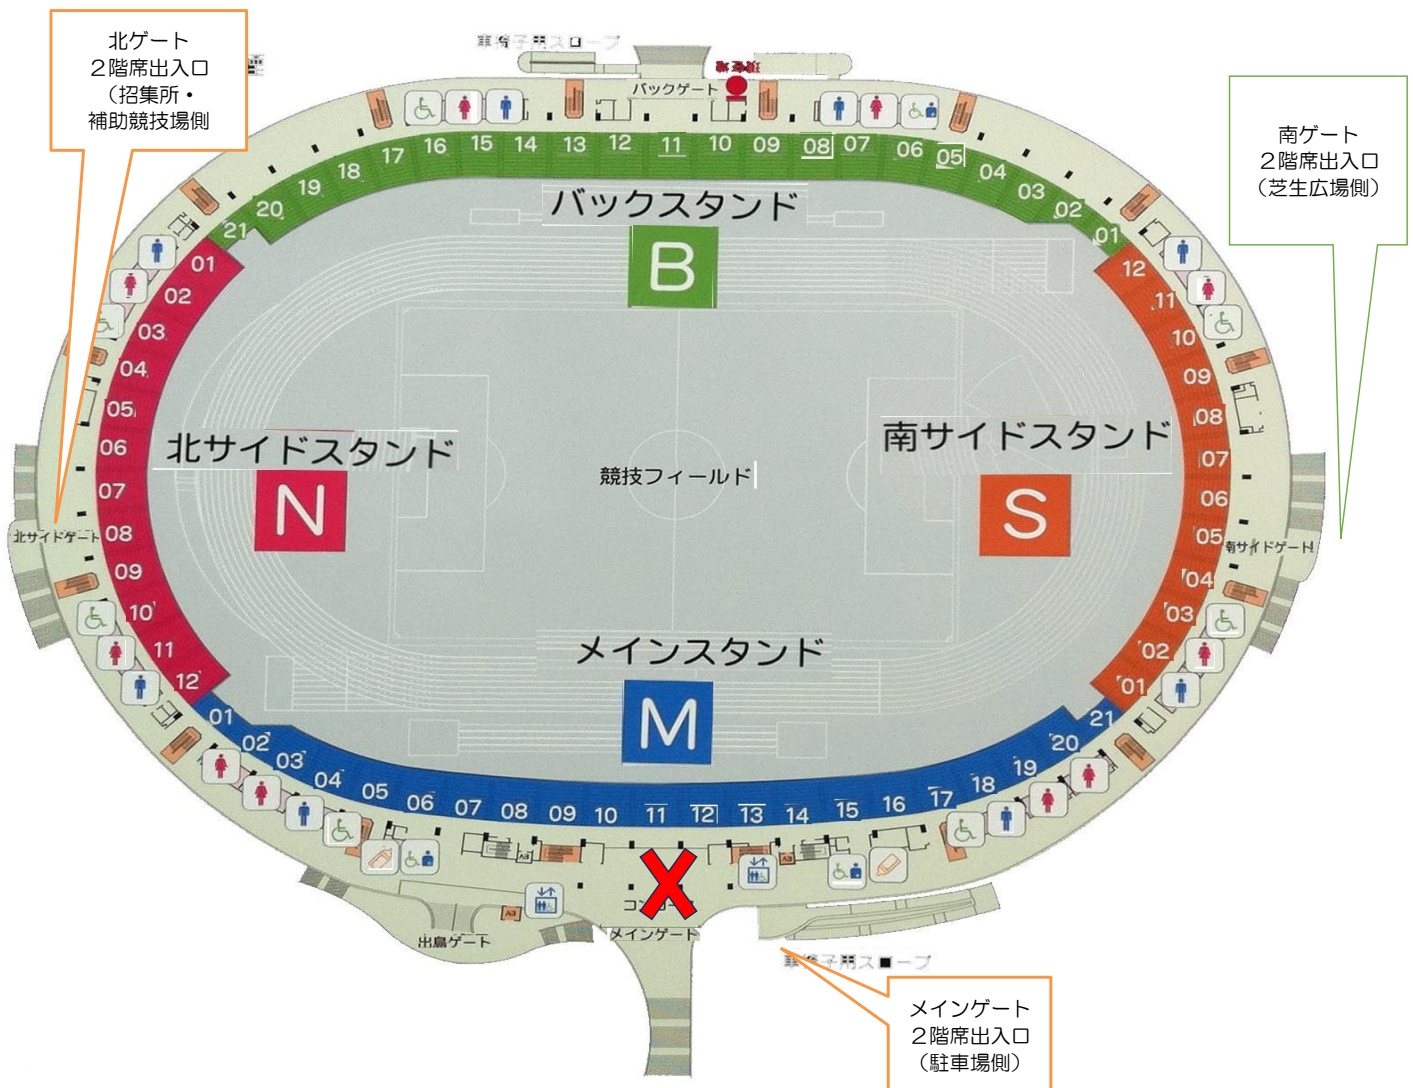 北ゲート
２階席出入口
（招集所・
補助競技場側
車椅子用スロープ
バックゲート
南ゲート
２階席出入口
（芝生広場側）
21 20 19 18 17 16 15 14 13 12 11 10 09 08 07 06 05 04 03 02 01
バックスタンド
B
01
02
03
04
05
06
07
08
09
10
11
12
北サイドスタンド
N
北サイドゲート
競技フィールド
12
11
10
09
08
07
06
05
04
03
02
01
南サイドスタンド
S
南サイドゲート
メインスタンド
M
01 02 03 04 05 06 07 08 09 10 11 12 13 14 15 16 17 18 19 20 21
A3
A3
A3
出島ゲート
メインゲート
車椅子用スロープ
メインゲート
２階席出入口
（駐車場側）